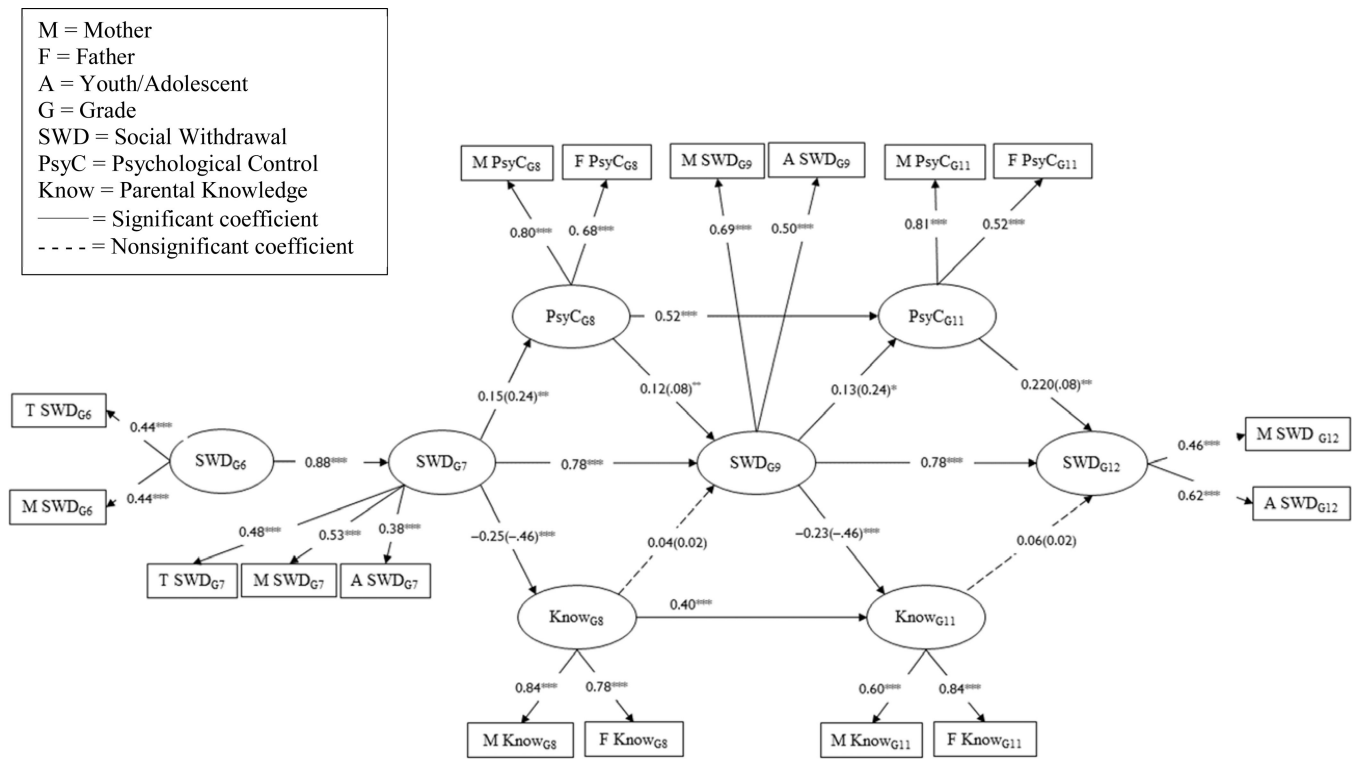 M = Mother
F = Father
A = Youth/Adolescent
G = Grade
SWD = Social Withdrawal
PsyC = Psychological Control
Know = Parental Knowledge
= Significant coefficient
- - - - = Nonsignificant coefficient
M PsyCG8
F PsyCG8
M SWDG9
A SWDG9
M PsyCG11
F PsyCG11
0.80***
0. 68***
0.69***
0.50***
0.81***
0.52***
PsyCG8
0.52***
PsyCG11
0.15(0.24)**
0.12(.08)**
0.13(0.24)*
0.220(.08)**
T SWDG6
0.44***
SWDG6
0.88***
SWDG7
0.78***
SWDG9
0.78***
SWDG12
0.46***
M SWD G12
M SWDG6
0.44***
0.62***
A SWDG12
0.48***
0.53***
0.38***
T SWDG7
M SWDG7
A SWDG7
−0.25(−.46)***
0.04(0.02)
−0.23(−.46)***
0.06(0.02)
KnowG8
0.40***
KnowG11
0.84***
0.78***
0.60***
0.84***
M KnowG8
F KnowG8
M KnowG11
F KnowG11